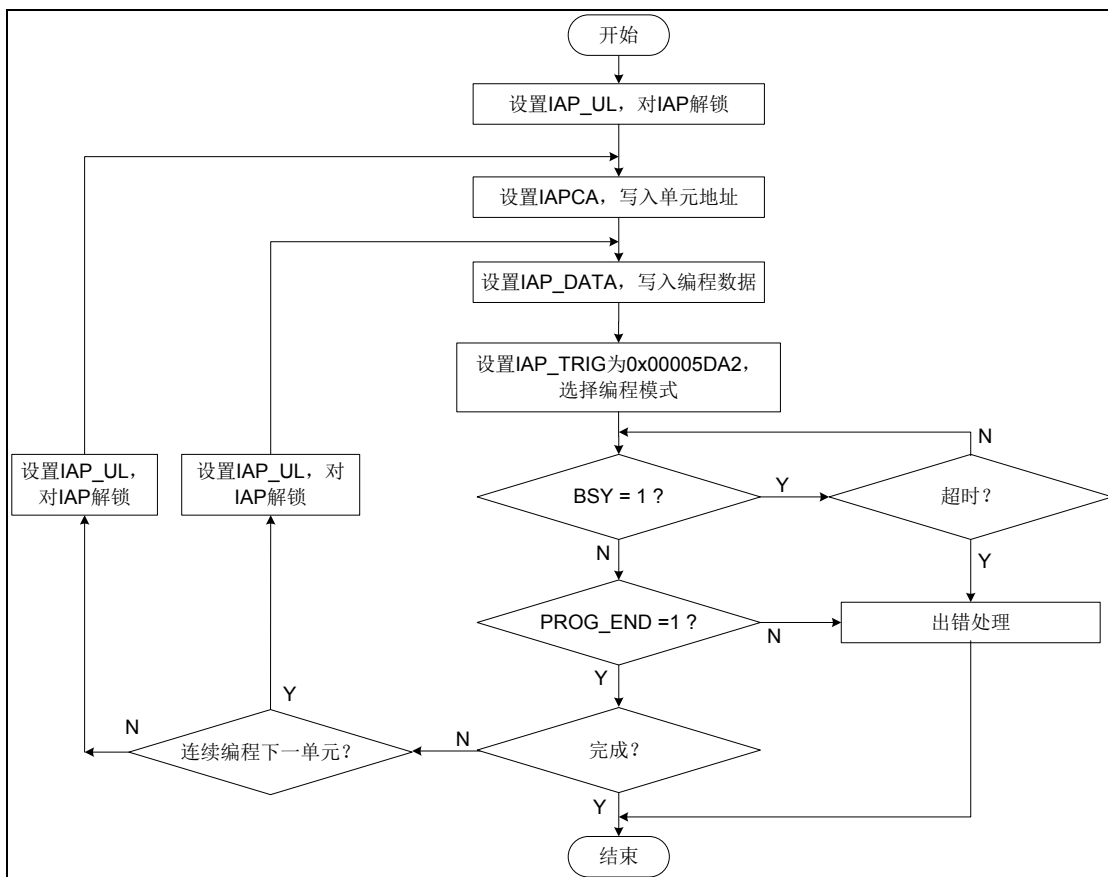 开始
设置IAP_UL，对IAP解锁
设置IAPCA，写入单元地址
设置IAP_DATA，写入编程数据
设置IAP_TRIG为0x00005DA2，
选择编程模式
N
设置IAP_UL，
对IAP解锁
设置IAP_UL，对
IAP解锁
BSY = 1 ?
Y
超时？
N
Y
PROG_END =1 ?
N
出错处理
Y
Y
N
连续编程下一单元？
N
完成？
Y
结束